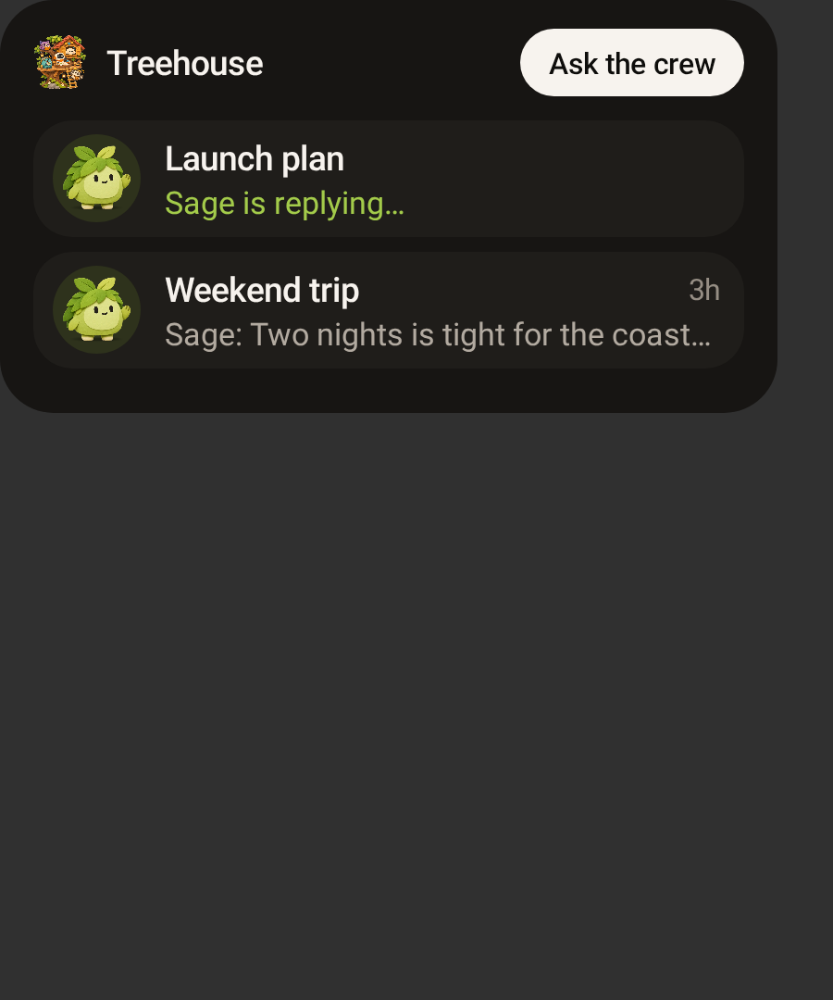 Treehouse
Ask the crew
Launch plan
Sage is replying…
Weekend trip
3h
Sage: Two nights is tight for the coast…